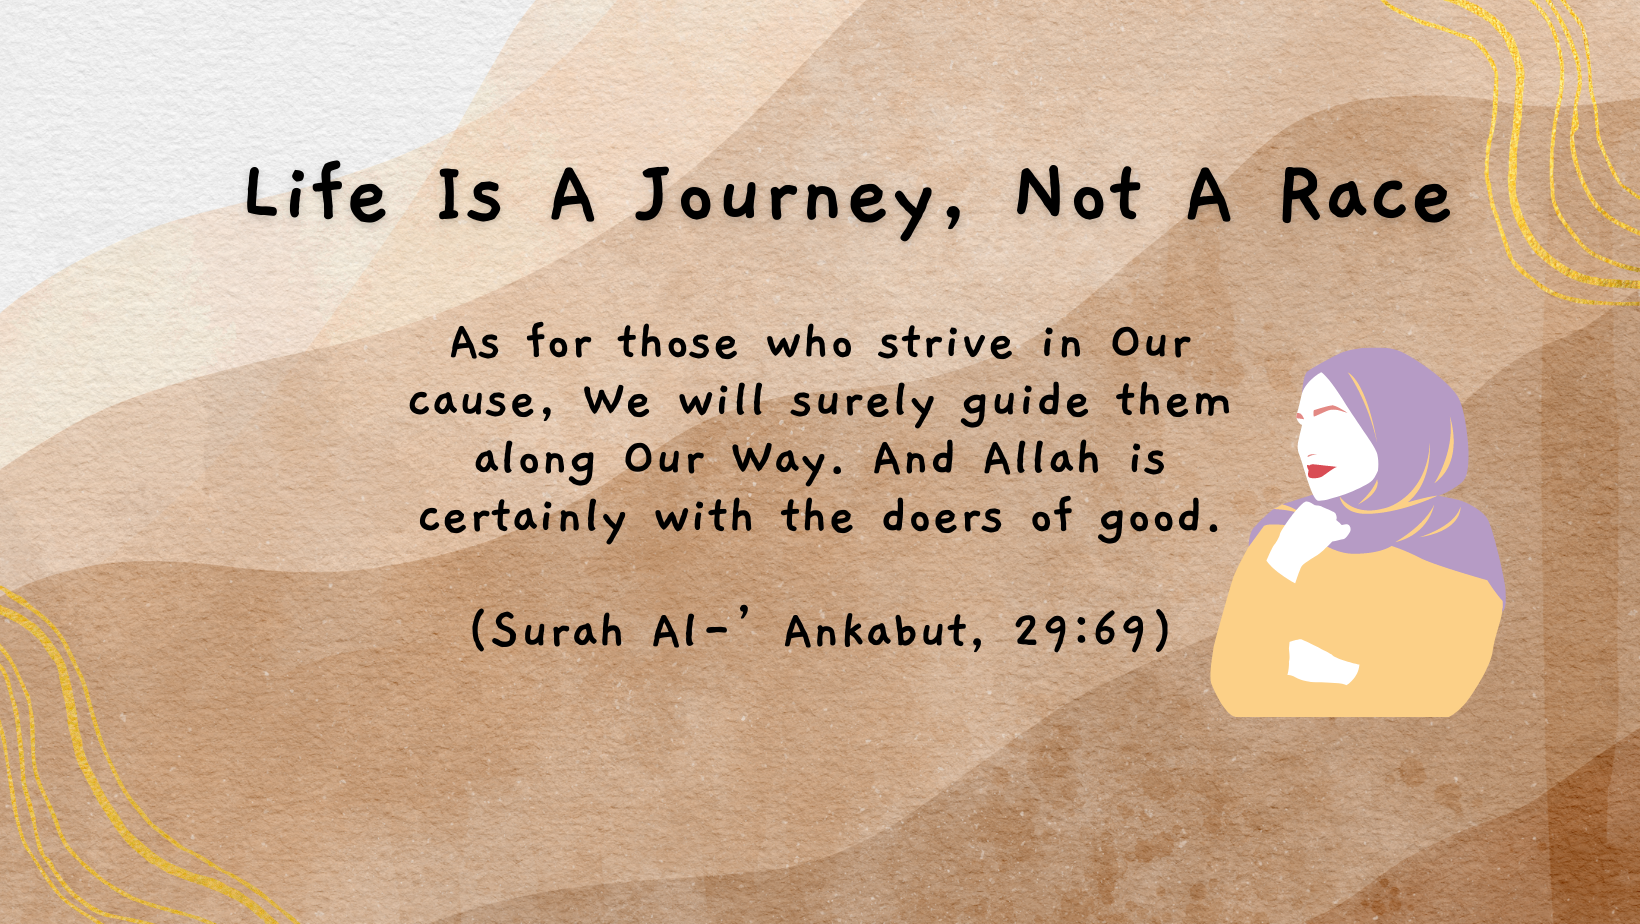 Life Is A Journey, Not A Race
As for those who strive in Our
cause, We will surely guide them
along Our Way. And Allah is
certainly with the doers of good.
(Surah Al-’ Ankabut, 29:69)